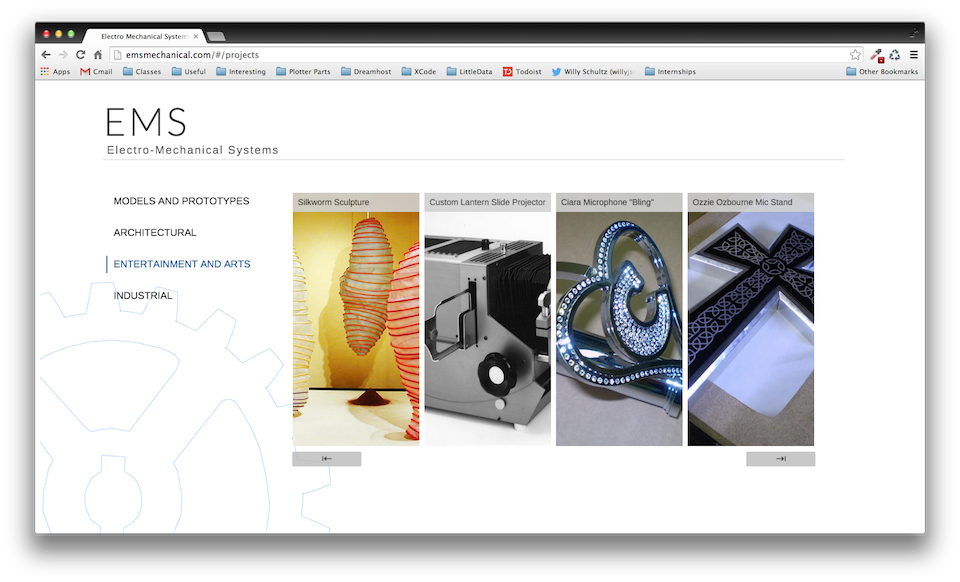 Electro Mechanical Systems
emsmechanical.com/#/projects
Apps Gmail Classes Useful Interesting Plotter Parts Dreamhost XCode LittleData Todoist Willy Schultz (willyjs Internships Other Bookmarks
EMS
Electro-Mechanical Systems
MODELS AND PROTOTYPES
ARCHITECTURAL
ENTERTAINMENT AND ARTS
INDUSTRIAL
Silkworm Sculpture
Custom Lantern Slide Projector
Ciara Microphone "Bling"
Ozzie Ozbourne Mic Stand